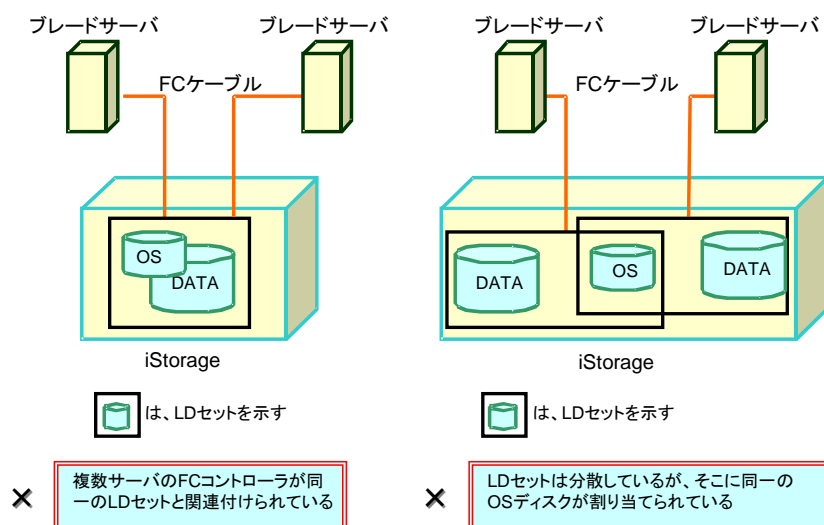 ブレードサーバ
ブレードサーバ
FCケーブル
OS
DATA
iStorage
は、LDセットを示す
× 複数サーバのFCコントローラが同
一のLDセットと関連付けられている
ブレードサーバ
ブレードサーバ
FCケーブル
DATA
OS
DATA
iStorage
は、LDセットを示す
× LDセットは分散しているが、そこに同一の
OSディスクが割り当てられている